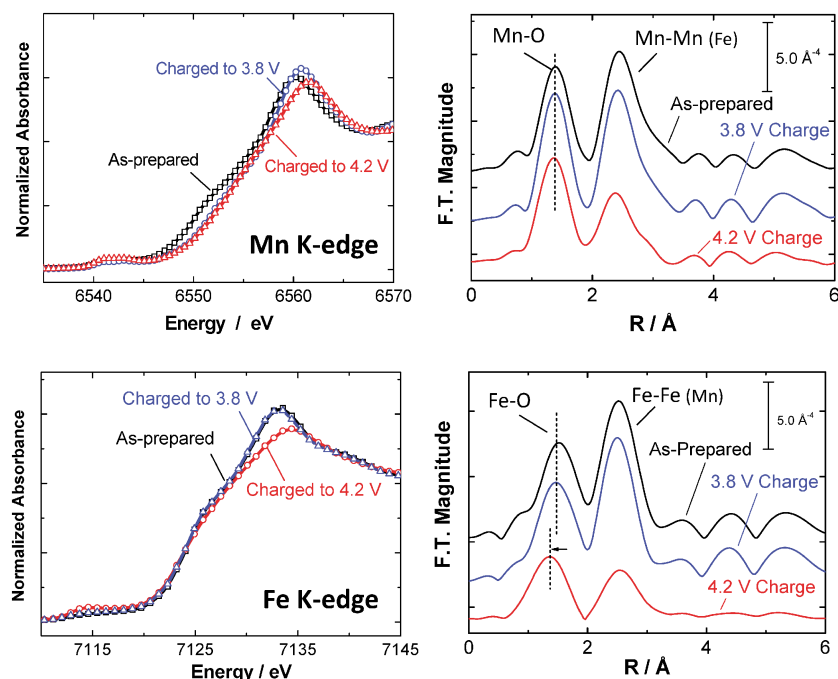 Normalized Absorbance
Charged to 3.8 V
As-prepared
Charged to 4.2 V
Mn K-edge
6540 6550 6560 6570
Energy / eV
F.T. Magnitude
Mn-O
Mn-Mn (Fe)
5.0 Å-4
As-prepared
3.8 V Charge
4.2 V Charge
0 2 4 6
R / Å
Normalized Absorbance
Charged to 3.8 V
As-prepared
Charged to 4.2 V
Fe K-edge
7115 7125 7135 7145
Energy / eV
F.T. Magnitude
Fe-O
Fe-Fe (Mn)
5.0 Å-4
As-Prepared
3.8 V Charge
4.2 V Charge
0 2 4 6
R / Å